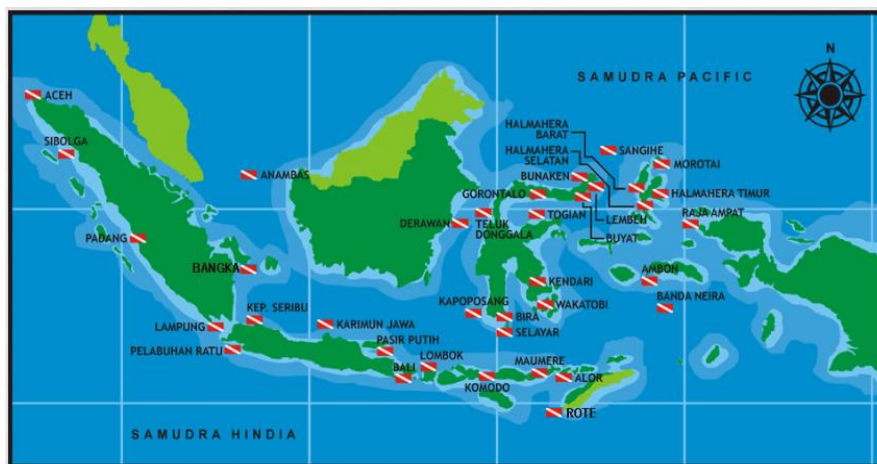 SAMUDRA PACIFIC
N
ACEH
HALMAHERA
BARAT
SANGIHE
SIBOLGA
HALMAHERA
SELATAN
MOROTAI
ANAMBAS
BUNAKEN
GORONTALO
HALMAHERA TIMUR
DERAWAN
TELUK
DONGGALA
TOGIAN
LEMBEH
RAJA AMPAT
PADANG
BUYAT
BANGKA
KENDARI
AMBON
KEP. SERIBU
KAPOPOSANG
WAKATOBI
BANDA NEIRA
LAMPUNG
KARIMUN JAWA
BIRA
PASIR PUTIH
SELAYAR
PELABUHAN RATU
LOMBOK
MAUMERE
BALI
KOMODO
ALOR
ROTE
SAMUDRA HINDIA